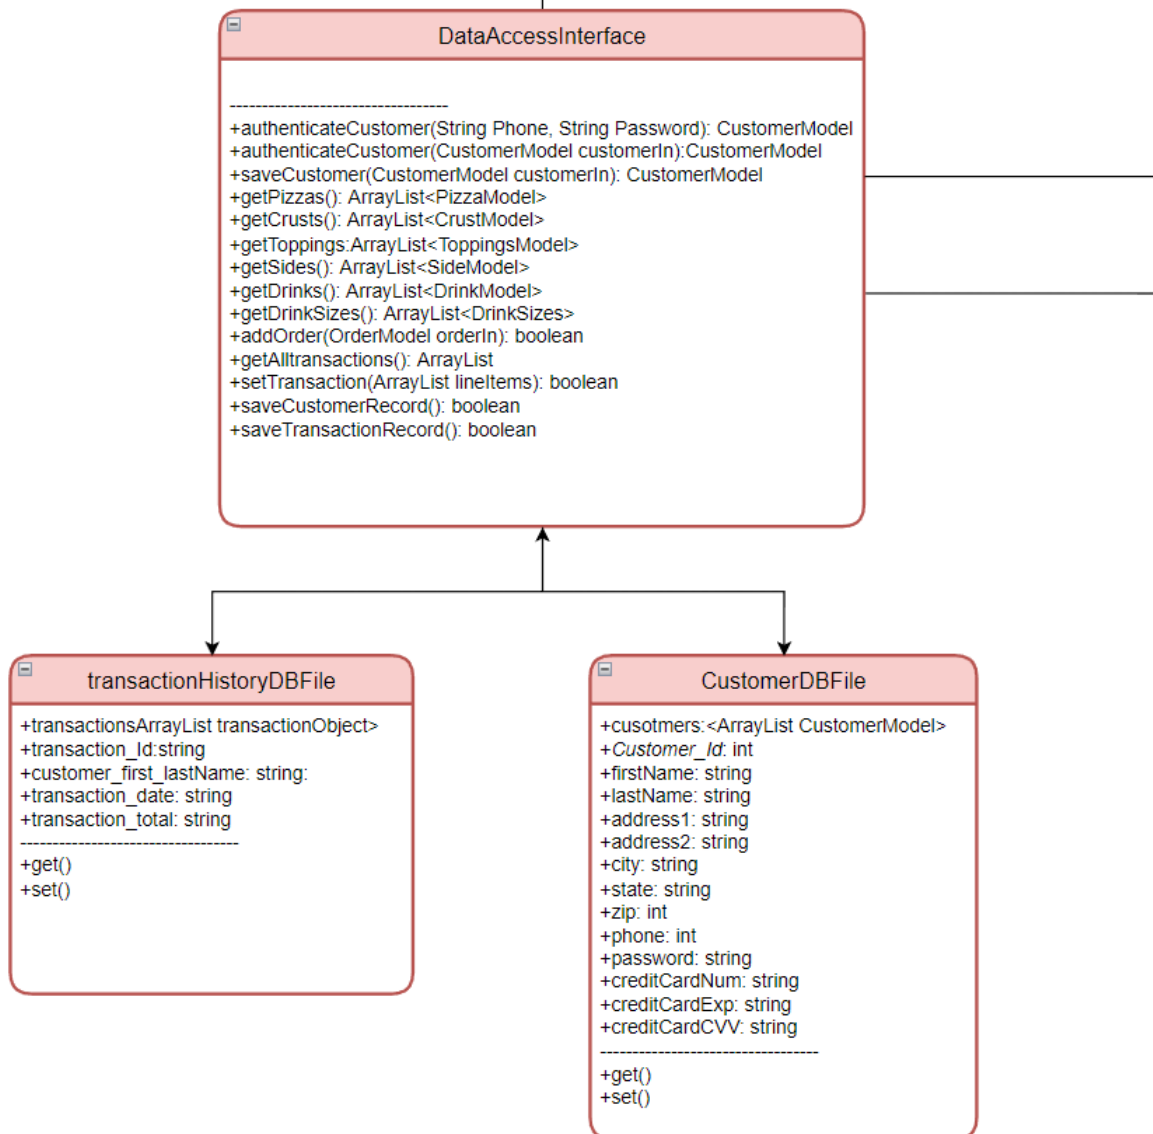 DataAccessInterface
----------------------------------
+authenticateCustomer(String Phone, String Password): CustomerModel
+authenticateCustomer(CustomerModel customerIn):CustomerModel
+saveCustomer(CustomerModel customerIn): CustomerModel
+getPizzas(): ArrayList<PizzaModel>
+getCrusts(): ArrayList<CrustModel>
+getToppings:ArrayList<ToppingsModel>
+getSides(): ArrayList<SideModel>
+getDrinks(): ArrayList<DrinkModel>
+getDrinkSizes(): ArrayList<DrinkSizes>
+addOrder(OrderModel orderIn): boolean
+getAlltransactions(): ArrayList
+setTransaction(ArrayList lineItems): boolean
+saveCustomerRecord(): boolean
+saveTransactionRecord(): boolean
transactionHistoryDBFile
+transactionsArrayList transactionObject>
+transaction_Id:string
+customer_first_lastName: string:
+transaction_date: string
+transaction_total: string
----------------------------------
+get()
+set()
CustomerDBFile
+cusotmers:<ArrayList CustomerModel>
+Customer_Id: int
+firstName: string
+lastName: string
+address1: string
+address2: string
+city: string
+state: string
+zip: int
+phone: int
+password: string
+creditCardNum: string
+creditCardExp: string
+creditCardCVV: string
----------------------------------
+get()
+set()